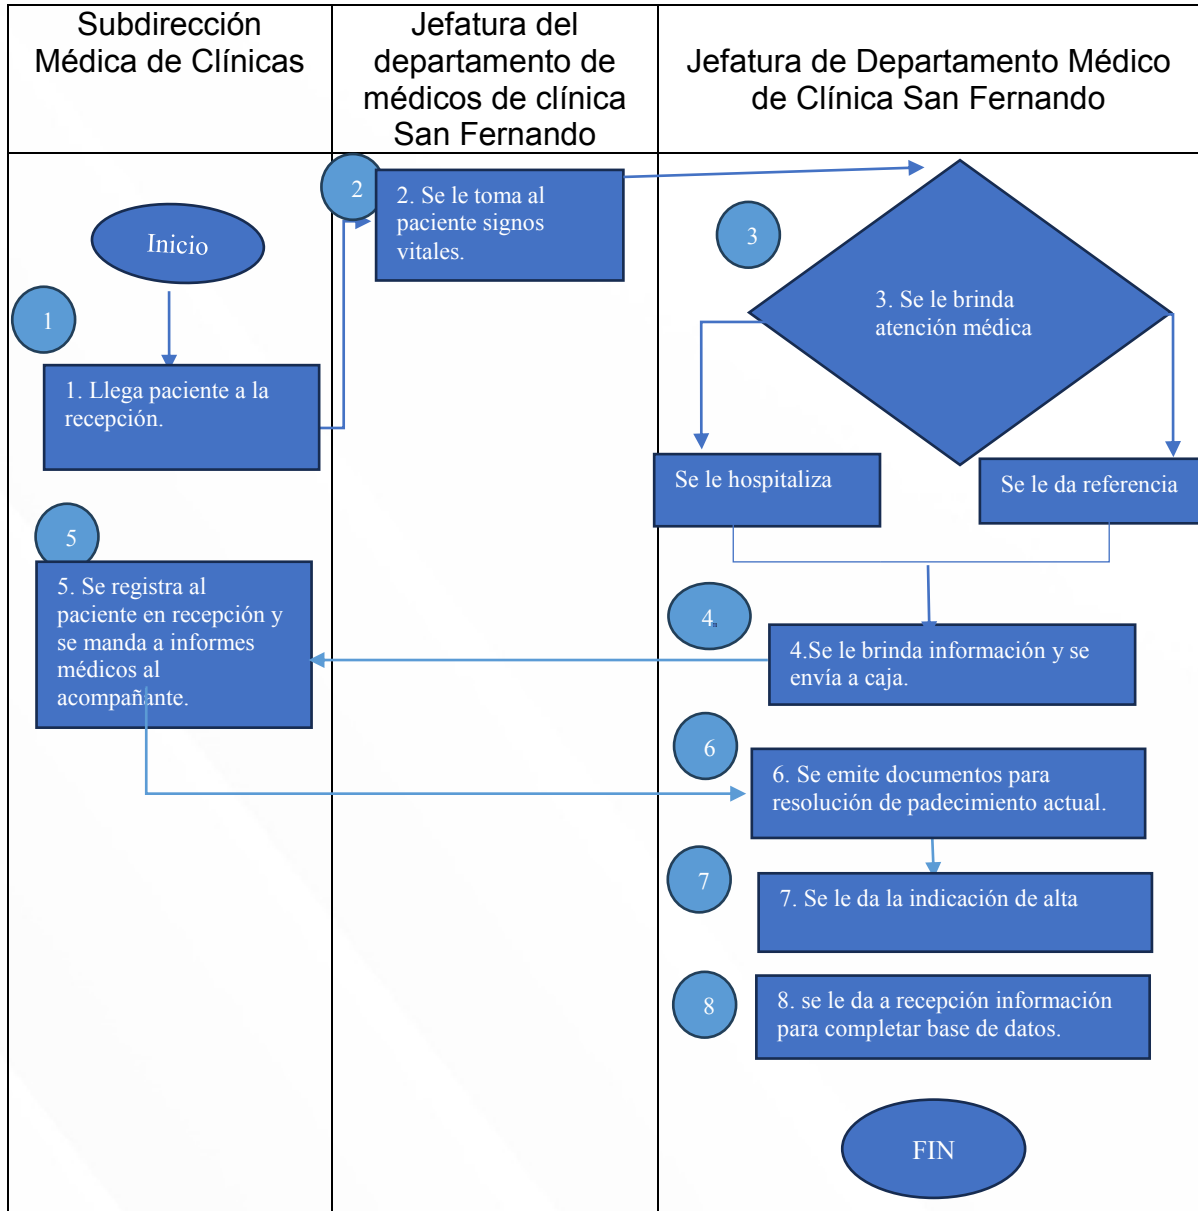 Subdirección
Médica de Clínicas
Jefatura del
departamento de
médicos de clínica
San Fernando
Jefatura de Departamento Médico
de Clínica San Fernando
Inicio
1
1. Llega paciente a la
recepción.
2
2. Se le toma al
paciente signos
vitales.
3
3. Se le brinda
atención médica
Se le hospitaliza
Se le da referencia
4.
4.Se le brinda información y se
envía a caja.
5
5. Se registra al
paciente en recepción y
se manda a informes
médicos al
acompañante.
6
6. Se emite documentos para
resolución de padecimiento actual.
7
7. Se le da la indicación de alta
8
8. se le da a recepción información
para completar base de datos.
FIN